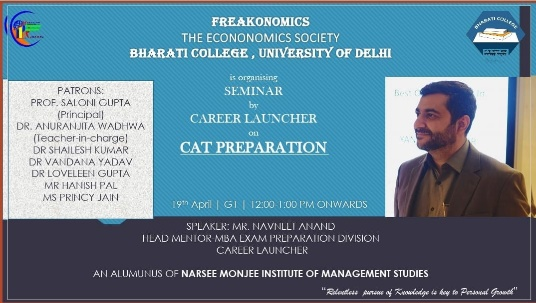 FREAKONOMICS
THE ECONONOMICS SOCIETY
BHARATI COLLEGE , UNIVERSITY OF DELHI
BHARATI COLLEGE
is organising
SEMINAR
by
CAREER LAUNCHER
on
CAT PREPARATION
PATRONS:
PROF. SALONI GUPTA
(Principal)
DR. ANURANJITA WADHWA
(Teacher-in-charge)
DR SHAILESH KUMAR
DR VANDANA YADAV
DR LOVELEEN GUPTA
MR HANISH PAL
MS PRINCY JAIN
19th April | G1 | 12:00-1:00 PM ONWARDS
SPEAKER: MR. NAVNEET ANAND
HEAD MENTOR MBA EXAM PREPARATION DIVISION
CAREER LAUNCHER
AN ALUMUNUS OF NARSEE MONJEE INSTITUTE OF MANAGEMENT STUDIES
"Relentless pursue of Knowledge is key to Personal Growth"